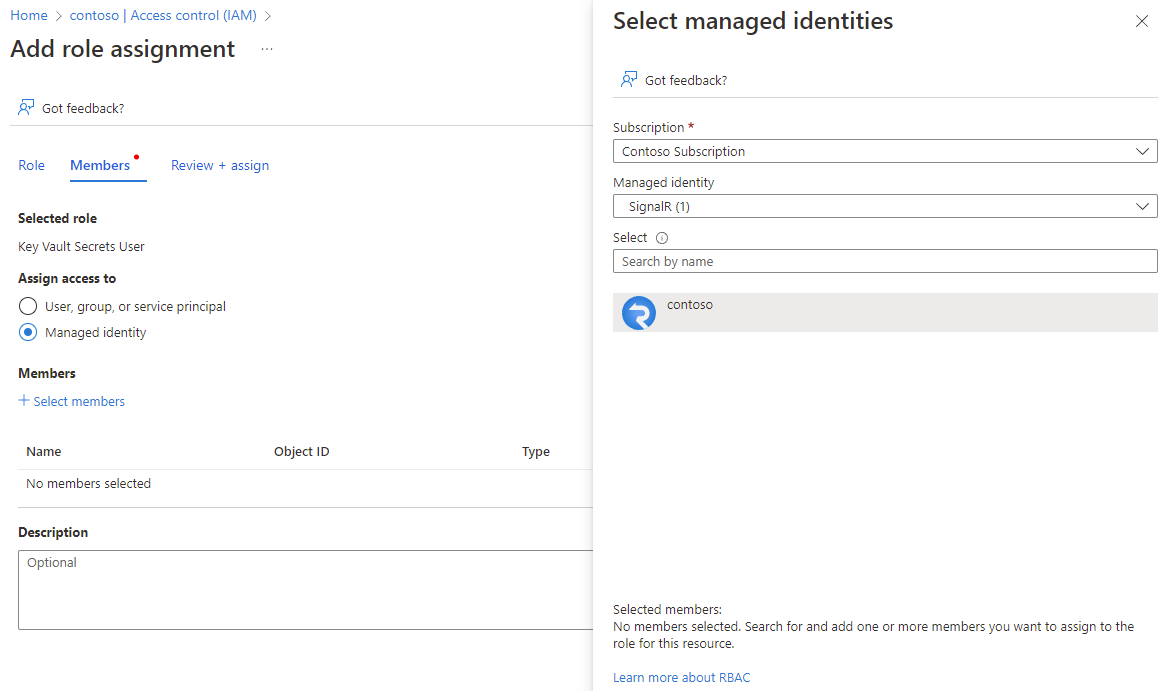 Home > contoso | Access control (IAM) >
Add role assignment ...
Got feedback?
Role Members Review + assign
Selected role
Key Vault Secrets User
Assign access to
User, group, or service principal
Managed identity
Members
+ Select members
Name Object ID Type
No members selected
Description
Optional
Select managed identities
Got feedback?
Subscription *
Contoso Subscription
Managed identity
SignalR (1)
Select
Search by name
contoso
Selected members:
No members selected. Search for and add one or more members you want to assign to the
role for this resource.
Learn more about RBAC